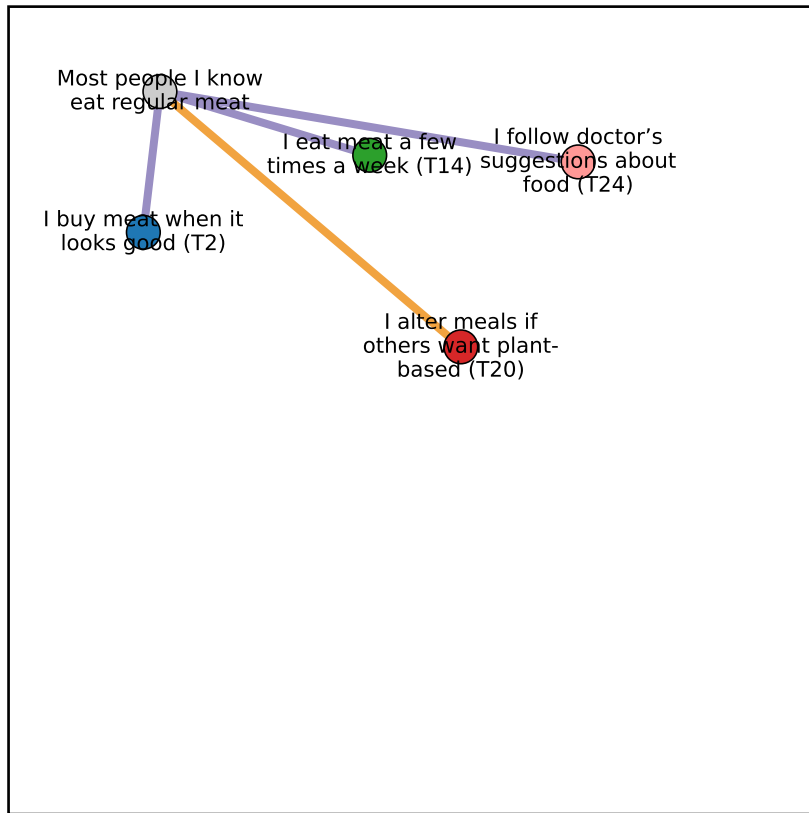 Most people I know
eat regular meat
I eat meat a few
times a week (T14)
I follow doctor’s
suggestions about
food (T24)
I buy meat when it
looks good (T2)
I alter meals if
others want plant-
based (T20)